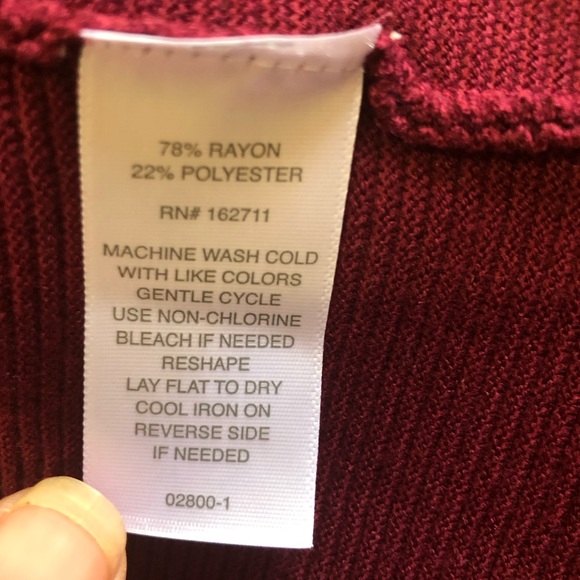 78% RAYON
22% POLYESTER
RN# 162711
MACHINE WASH COLD
WITH LIKE COLORS
GENTLE CYCLE
USE NON-CHLORINE
BLEACH IF NEEDED
RESHAPE
LAY FLAT TO DRY
COOL IRON ON
REVERSE SIDE
IF NEEDED
02800-1